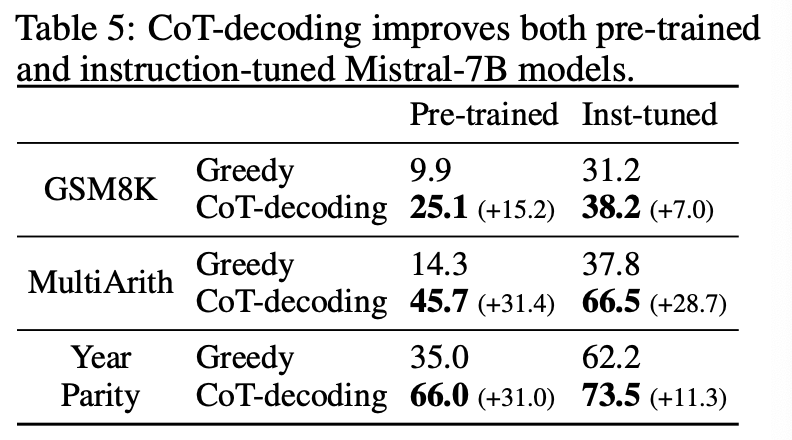 Table 5: CoT-decoding improves both pre-trained
and instruction-tuned Mistral-7B models.
Pre-trained Inst-tuned
GSM8K Greedy 9.9 31.2
CoT-decoding 25.1 (+15.2) 38.2 (+7.0)
MultiArith Greedy 14.3 37.8
CoT-decoding 45.7 (+31.4) 66.5 (+28.7)
Year Greedy 35.0 62.2
Parity CoT-decoding 66.0 (+31.0) 73.5 (+11.3)